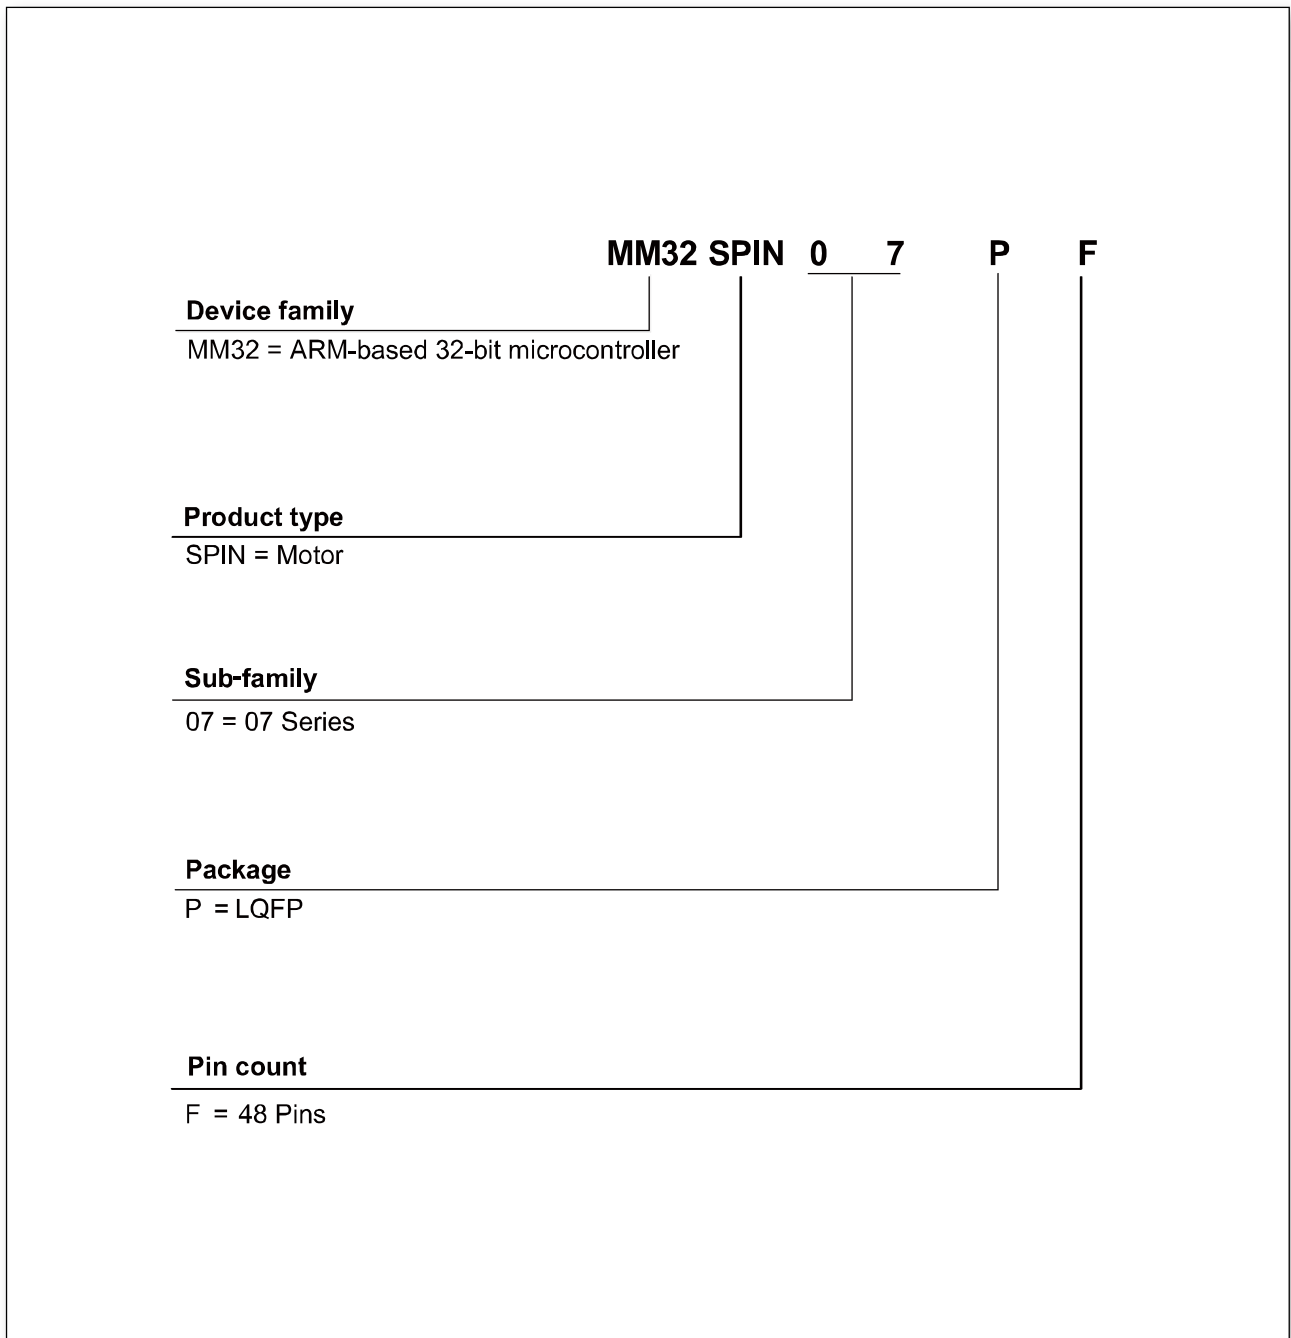 MM32 SPIN 0 7 P F
Device family
MM32 = ARM-based 32-bit microcontroller
Product type
SPIN = Motor
Sub-family
07 = 07 Series
Package
P = LQFP
Pin count
F = 48 Pins